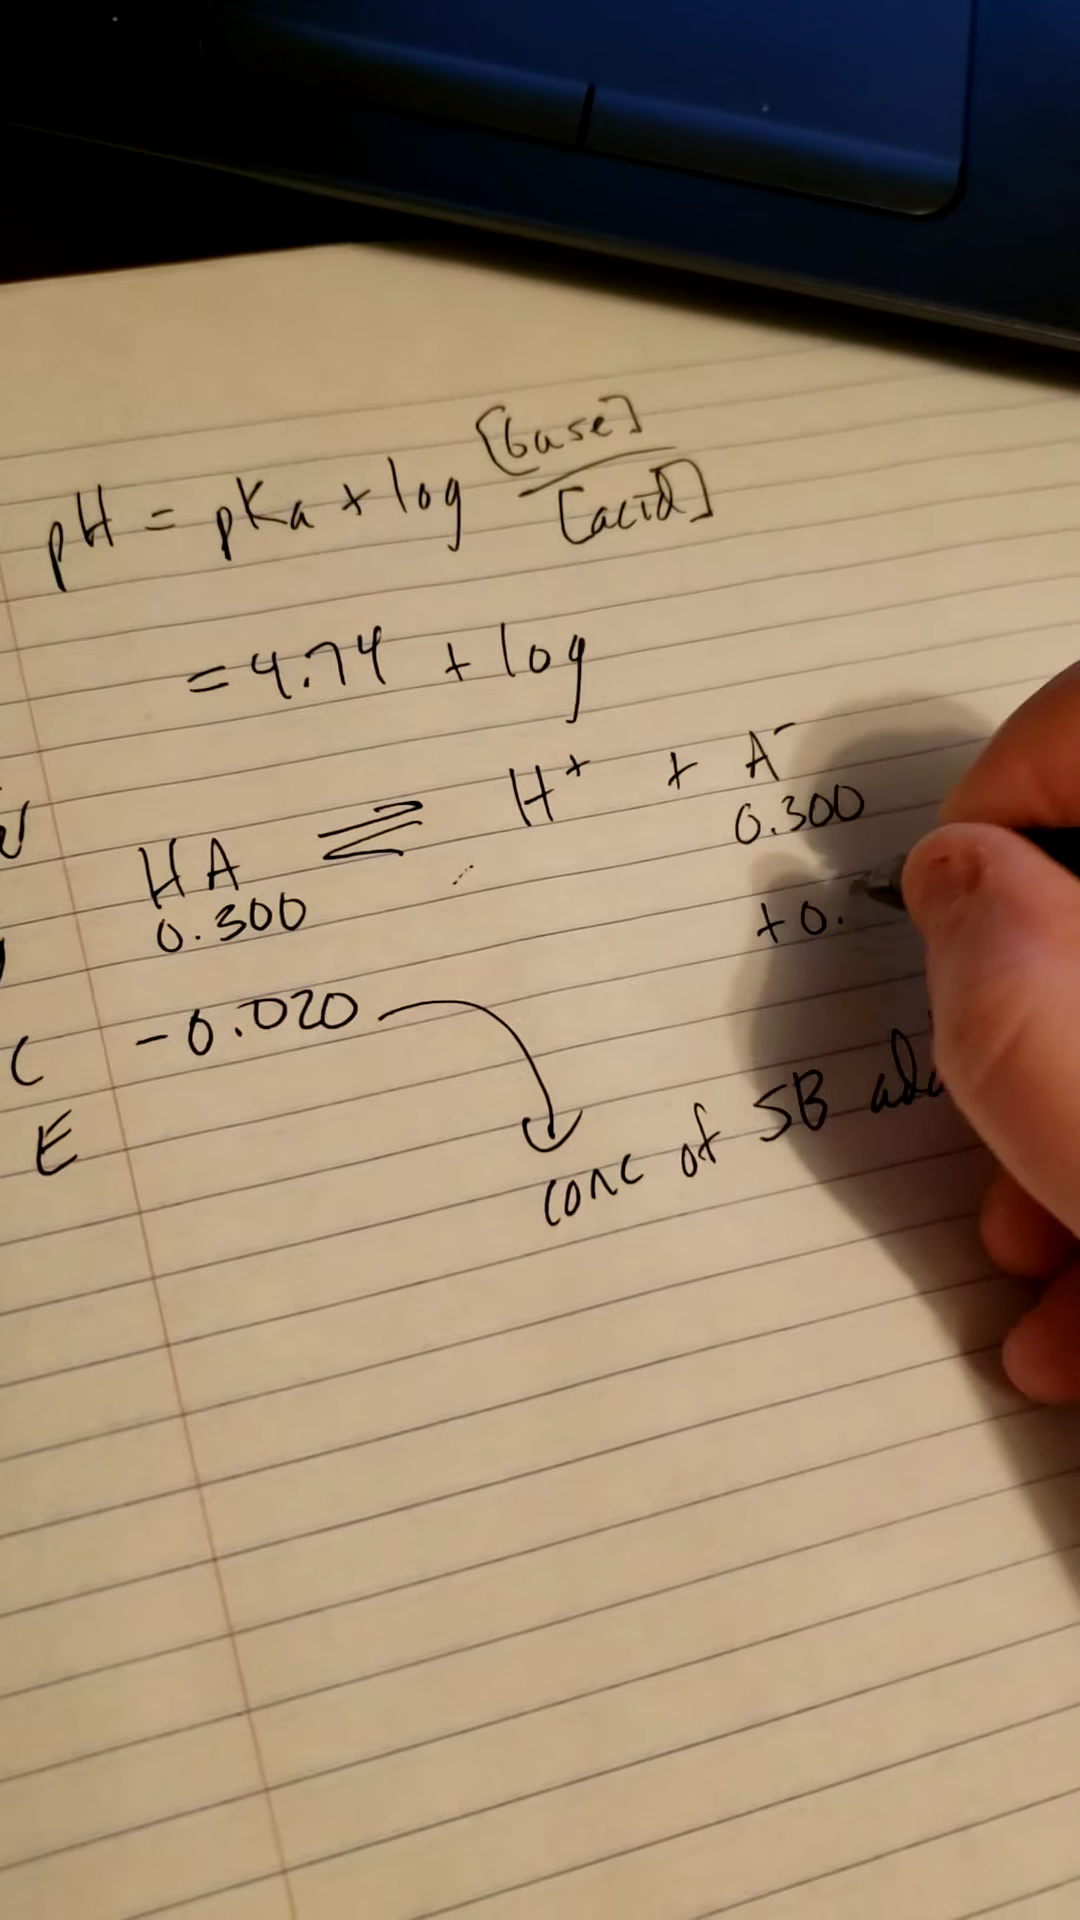 pH = pKa + log [base]/[acid]
= 4.74 + log
HA ⇌ H⁺ + A⁻
0.300 0.300
C -0.020 +0.
E
conc of SB